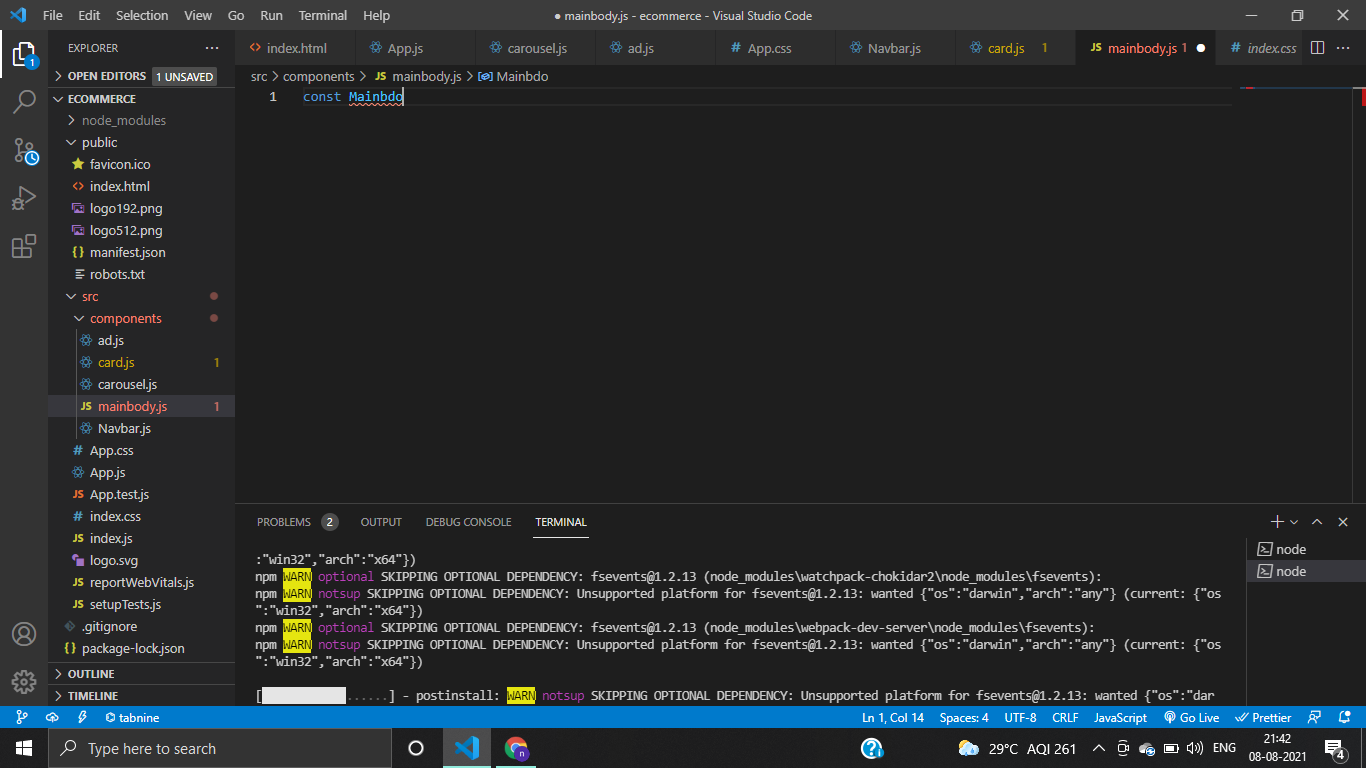 File Edit Selection View Go Run Terminal Help
● mainbody.js - ecommerce - Visual Studio Code
EXPLORER ...
OPEN EDITORS 1 UNSAVED
ECOMMERCE
node_modules
public
favicon.ico
index.html
logo192.png
logo512.png
manifest.json
robots.txt
src
components
ad.js
card.js 1
carousel.js
JS mainbody.js 1
Navbar.js
# App.css
App.js
JS App.test.js
# index.css
JS index.js
logo.svg
JS reportWebVitals.js
JS setupTests.js
.gitignore
{} package-lock.json
OUTLINE
TIMELINE
1
index.html App.js carousel.js ad.js # App.css Navbar.js card.js 1 JS mainbody.js 1 # index.css ...
src > components > JS mainbody.js > Mainbdo
1 const Mainbdo
PROBLEMS 2 OUTPUT DEBUG CONSOLE TERMINAL
:"win32","arch":"x64"})
npm WARN optional SKIPPING OPTIONAL DEPENDENCY: fsevents@1.2.13 (node_modules\watchpack-chokidar2\node_modules\fsevents):
npm WARN notsup SKIPPING OPTIONAL DEPENDENCY: Unsupported platform for fsevents@1.2.13: wanted {"os":"darwin","arch":"any"} (current: {"os
":"win32","arch":"x64"})
npm WARN optional SKIPPING OPTIONAL DEPENDENCY: fsevents@1.2.13 (node_modules\webpack-dev-server\node_modules\fsevents):
npm WARN notsup SKIPPING OPTIONAL DEPENDENCY: Unsupported platform for fsevents@1.2.13: wanted {"os":"darwin","arch":"any"} (current: {"os
":"win32","arch":"x64"})
[ ......] - postinstall: WARN notsup SKIPPING OPTIONAL DEPENDENCY: Unsupported platform for fsevents@1.2.13: wanted {"os":"dar
node
node
tabnine Ln 1, Col 14 Spaces: 4 UTF-8 CRLF JavaScript Go Live Prettier
Type here to search
29°C AQI 261 ENG
21:42
08-08-2021
4